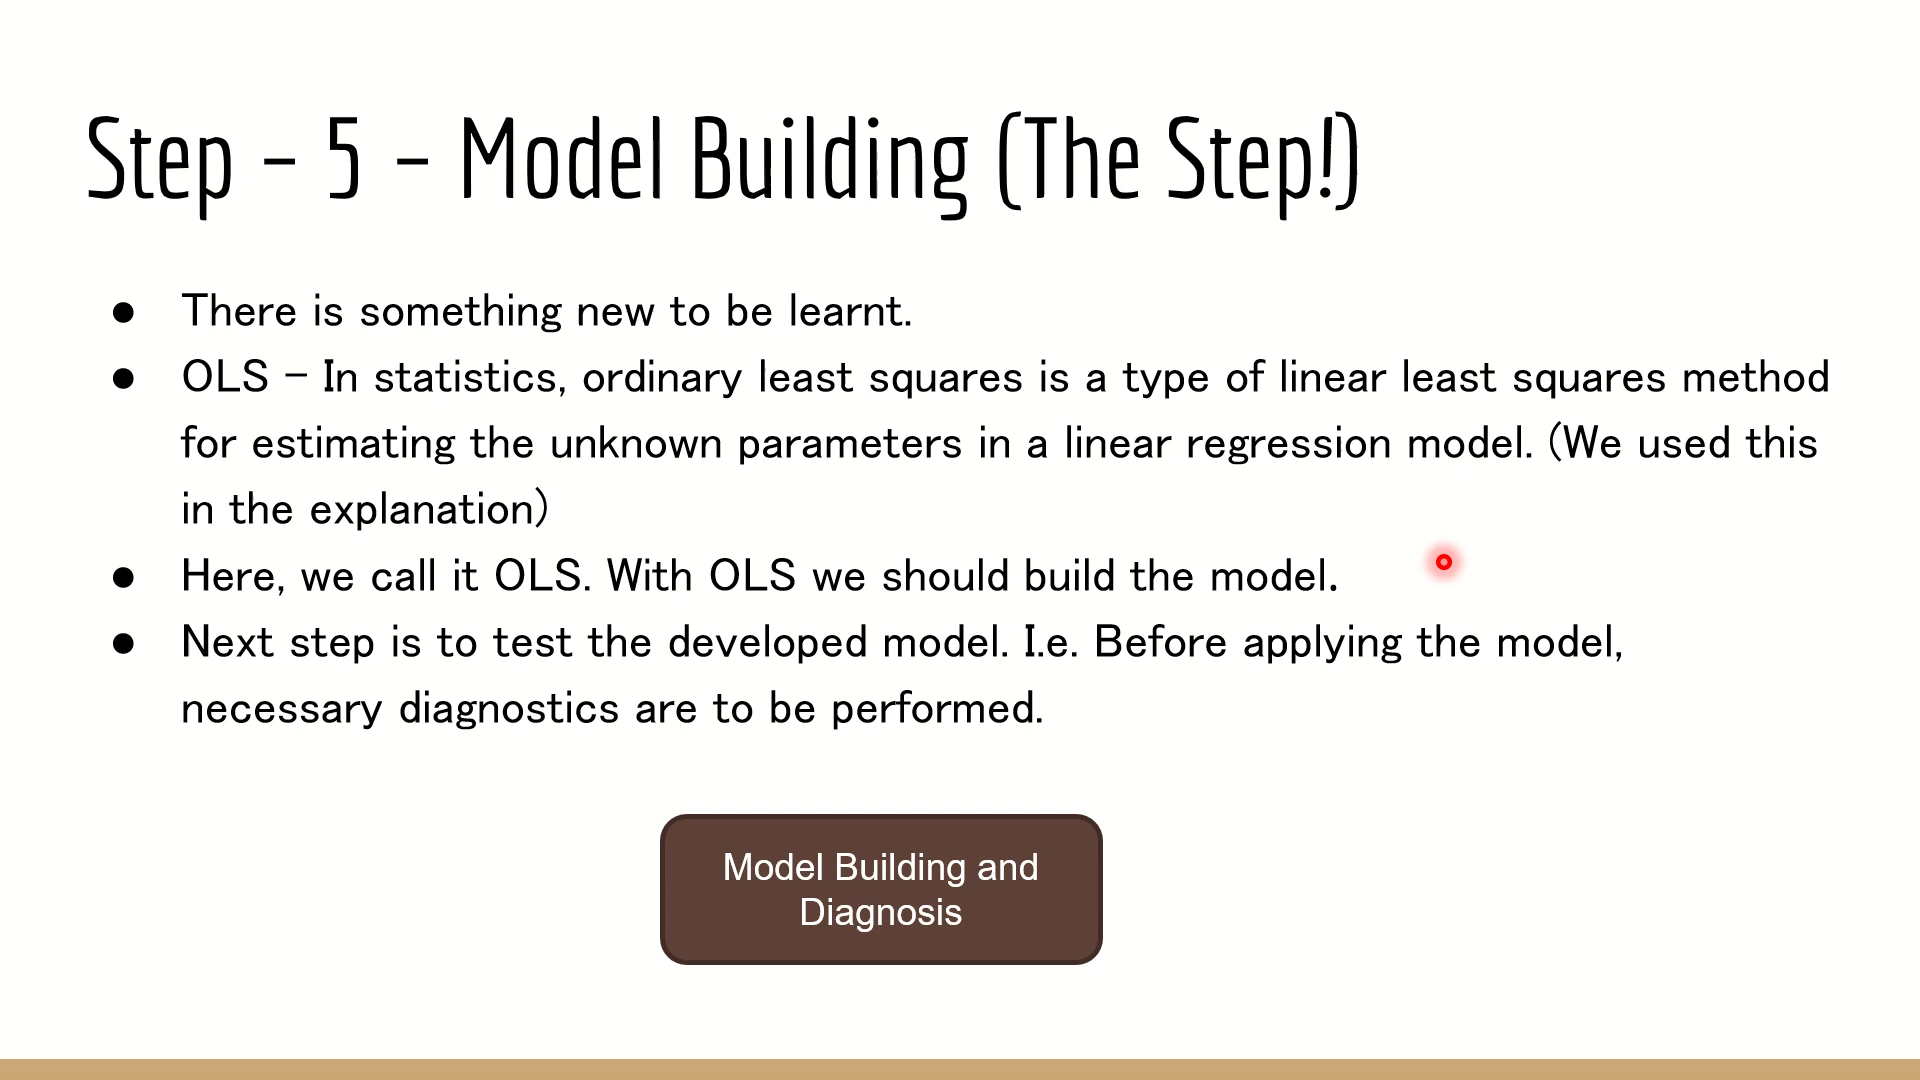 Step – 5 – Model Building (The Step!)
● There is something new to be learnt.
● OLS – In statistics, ordinary least squares is a type of linear least squares method
for estimating the unknown parameters in a linear regression model. (We used this
in the explanation)
● Here, we call it OLS. With OLS we should build the model.
● Next step is to test the developed model. I.e. Before applying the model,
necessary diagnostics are to be performed.
Model Building and
Diagnosis